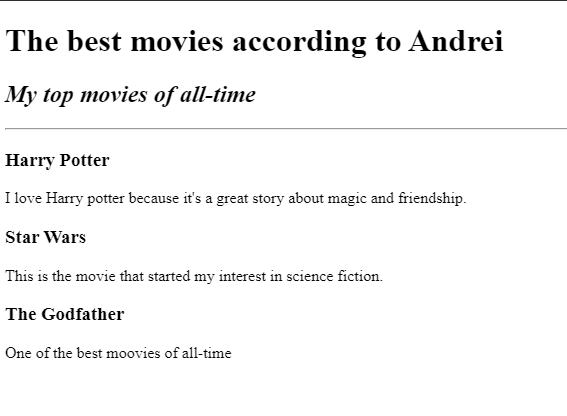 The best movies according to Andrei
My top movies of all-time
Harry Potter
I love Harry potter because it's a great story about magic and friendship.
Star Wars
This is the movie that started my interest in science fiction.
The Godfather
One of the best moovies of all-time